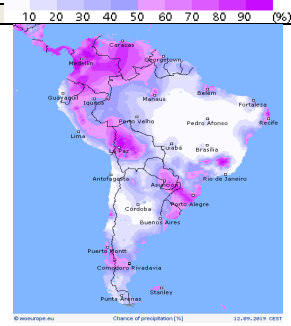 10 20 30 40 50 60 70 80 90 (%)
Caracas
Georgetown
Medellin
Guayaquil
Iquitos
Manaus
Belem
Fortaleza
Recife
Porto Velho
Pedro Afonso
Lima
La Paz
Cuiabá
Brasilia
Antofagasta
Asuncion
Rio de Janeiro
Porto Alegre
Córdoba
Buenos Aires
Puerto Montt
Comodoro Rivadavia
Stanley
Punta Arenas
© woeurope.eu Chance of precipitation (%) 12.09.2019 CEST